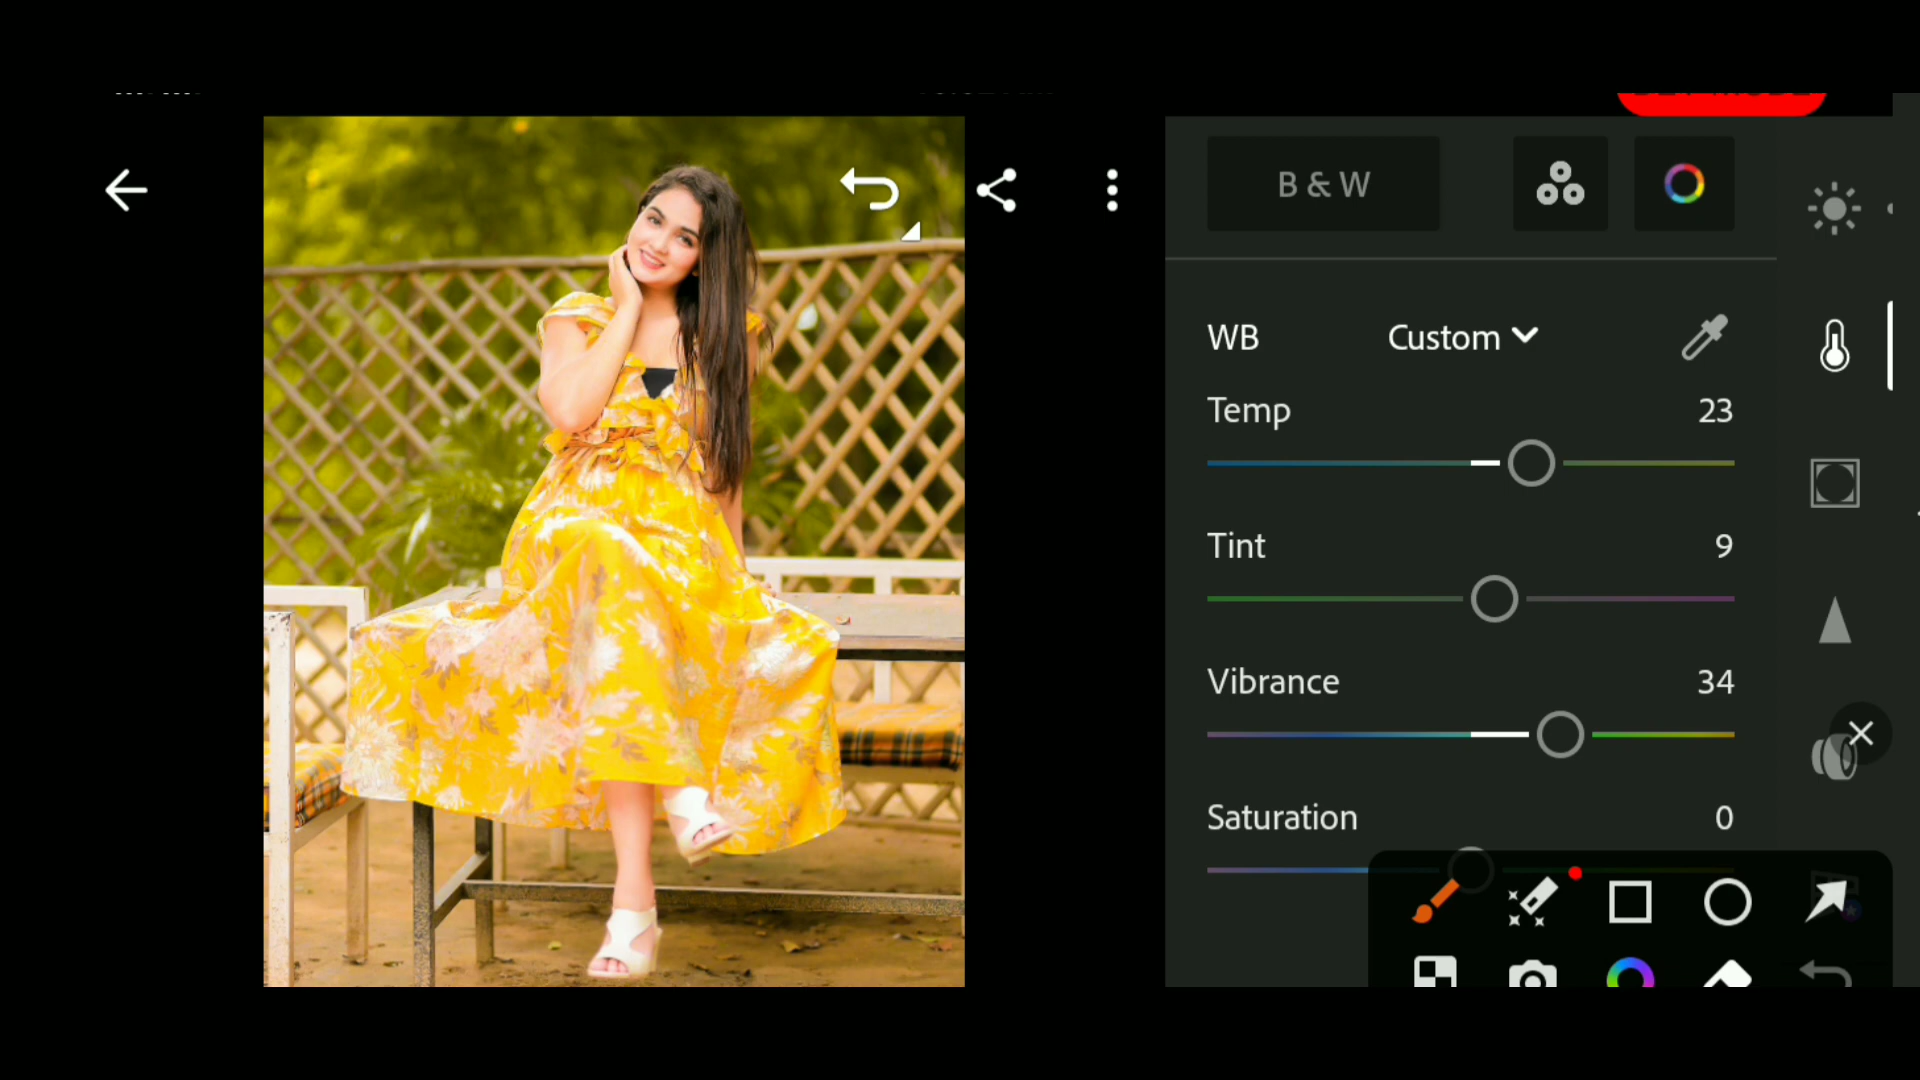 B & W
WB Custom
Temp 23
Tint 9
Vibrance 34
Saturation 0